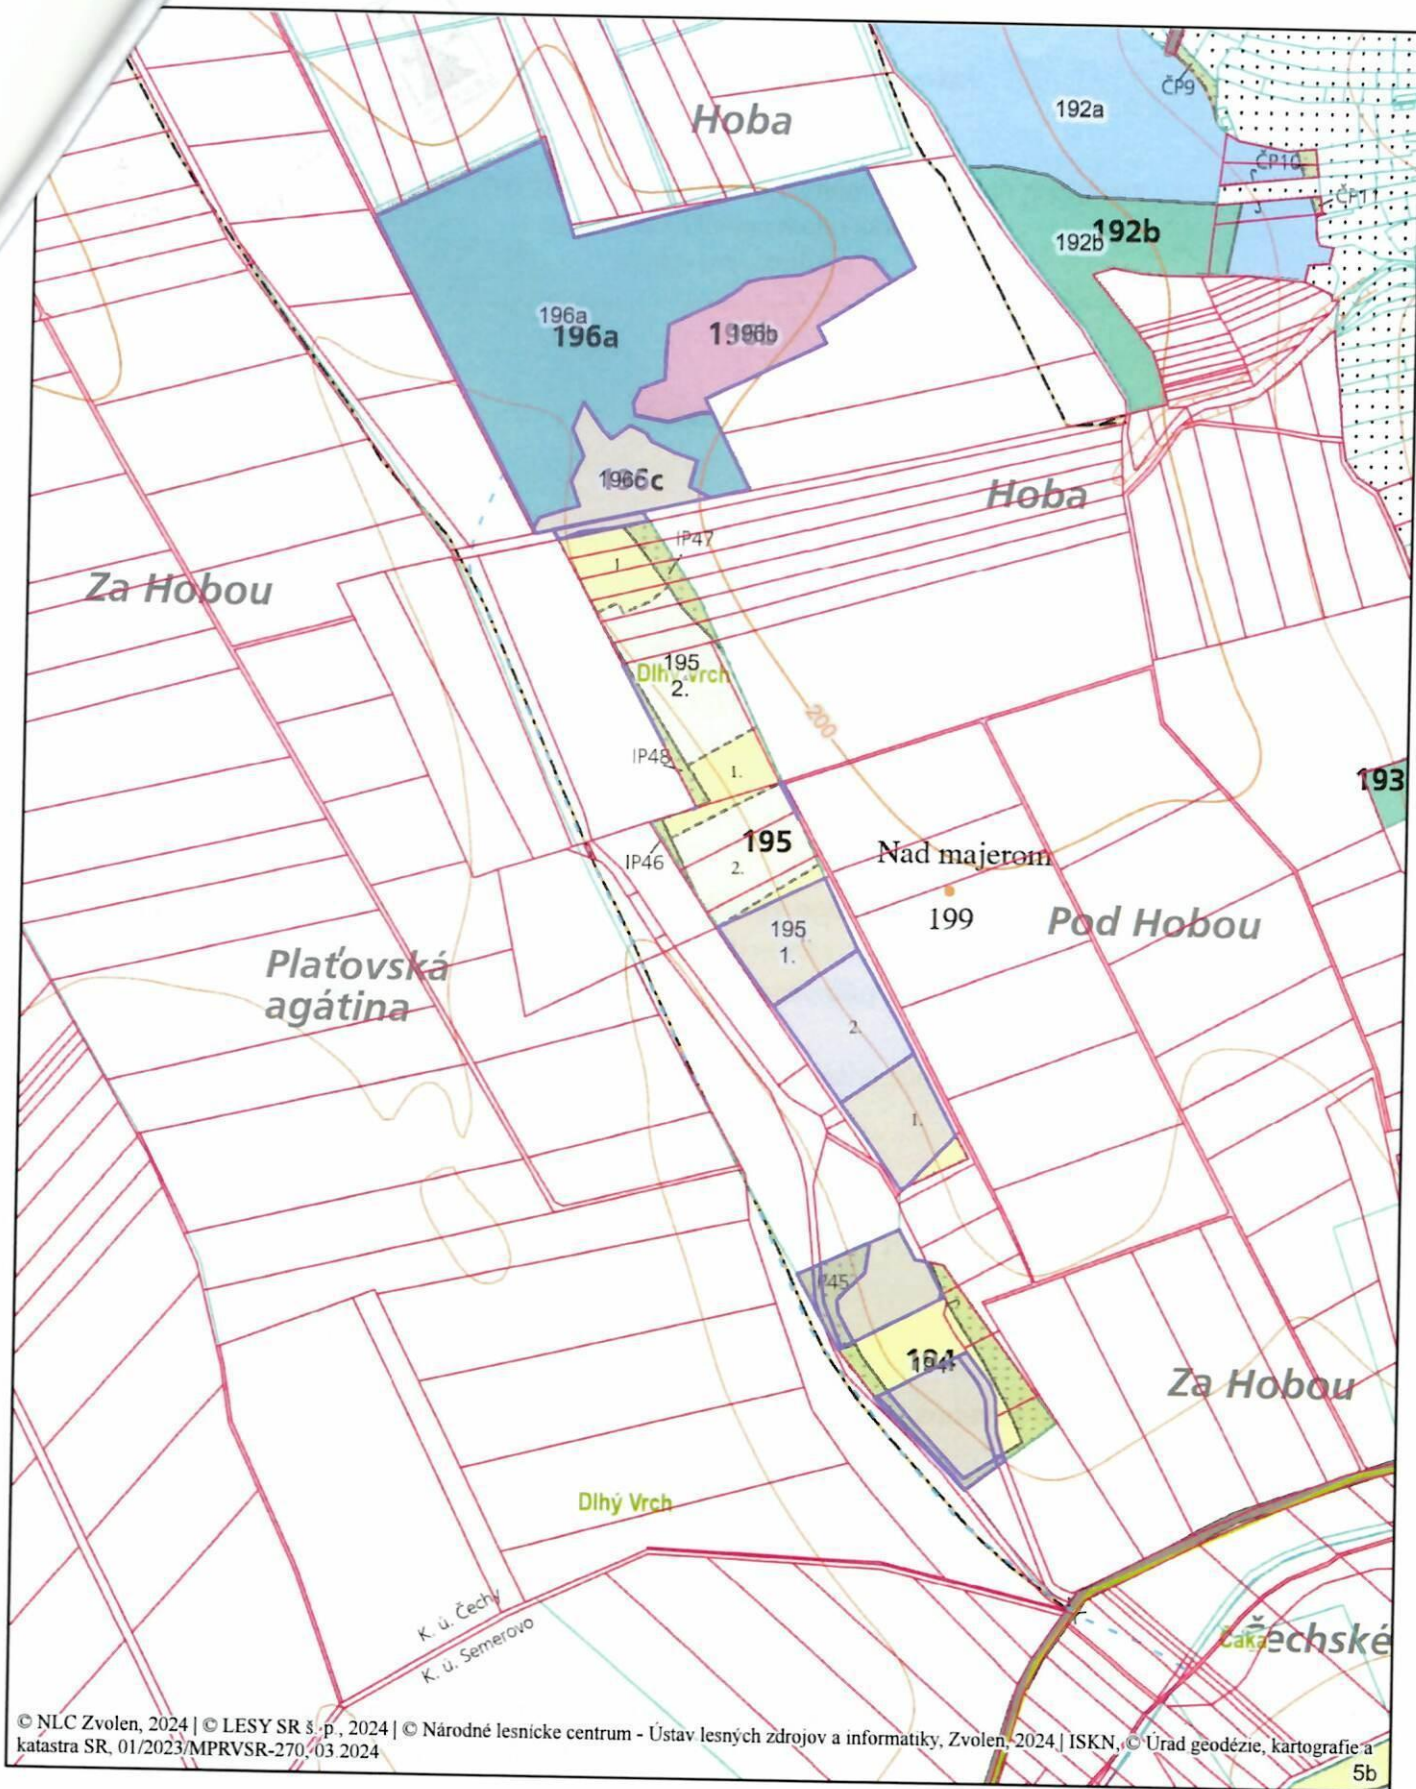 Hoba
192a
ČP9
ČP10
ČP11
192b
192b
196a
196a
196b
Hoba
IP47
1.
Za Hobou
195
Dlhý Vrch
2.
200
IP48
1.
193
195
Nad majerom
IP46
2.
199
Pod Hobou
195
1.
Plaťovská
agátina
2.
1.
194
Za Hobou
Dlhý Vrch
K. ú. Čechy
K. ú. Semerovo
Čaka
© NLC Zvolen, 2024 | © LESY SR š. p., 2024 | © Národné lesnícke centrum - Ústav lesných zdrojov a informatiky, Zvolen, 2024 | ISKN, © Úrad geodézie, kartografie a
katastra SR, 01/2023/MPRVSR-270, 03.2024
5b